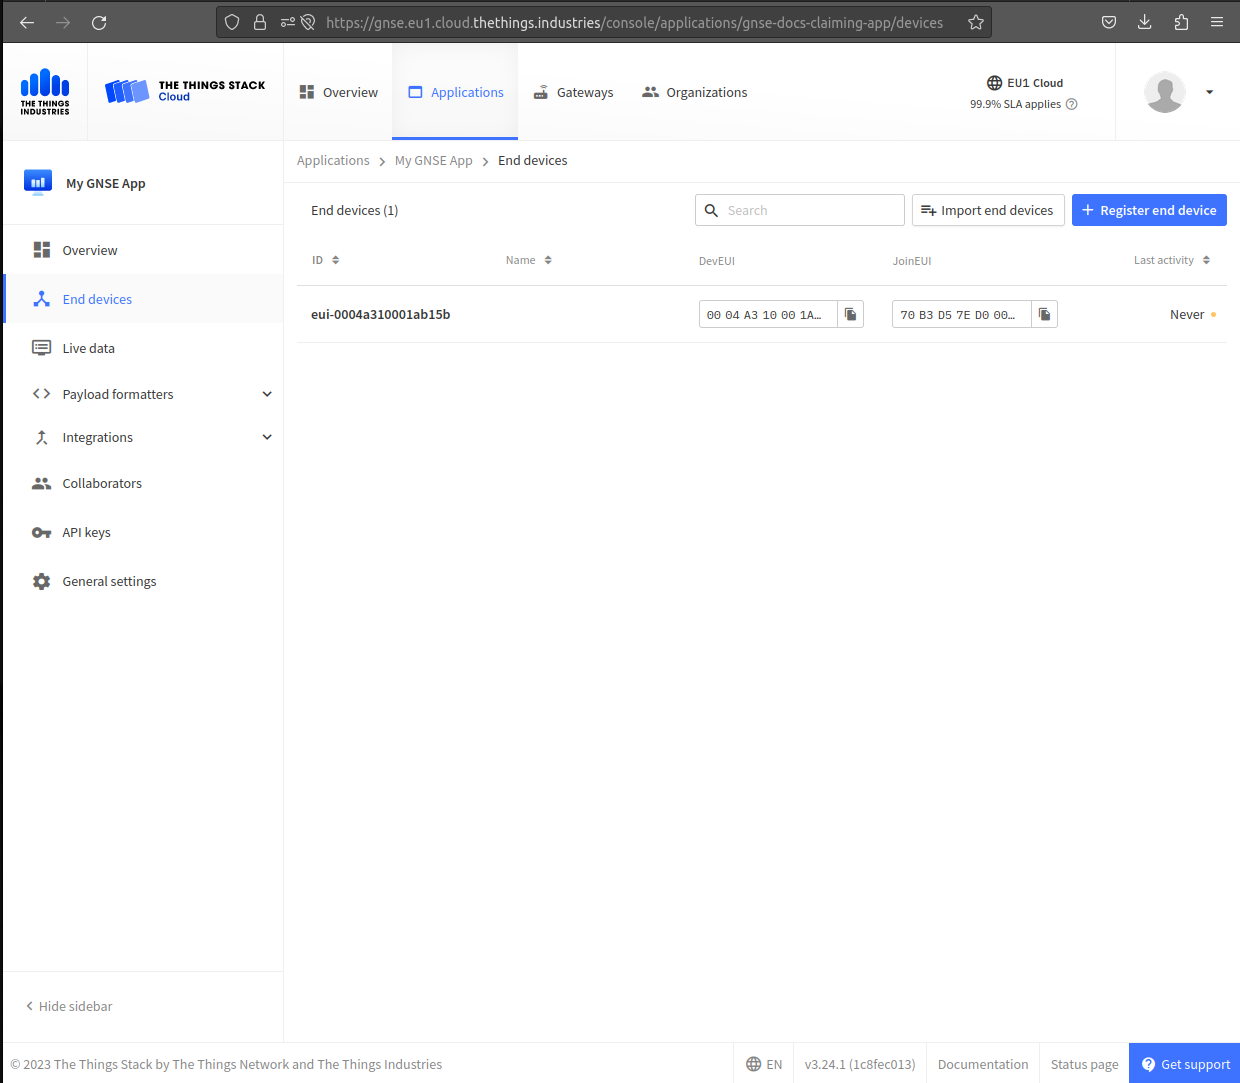 https://gnse.eu1.cloud.thethings.industries/console/applications/gnse-docs-claiming-app/devices
THE THINGS INDUSTRIES
THE THINGS STACK
Cloud
Overview
Applications
Gateways
Organizations
EU1 Cloud
99.9% SLA applies
My GNSE App
Overview
End devices
Live data
Payload formatters
Integrations
Collaborators
API keys
General settings
Hide sidebar
Applications > My GNSE App > End devices
End devices (1)
Search
Import end devices
+ Register end device
ID Name DevEUI JoinEUI Last activity
eui-0004a310001ab15b 00 04 A3 10 00 1A… 70 B3 D5 7E D0 00… Never
© 2023 The Things Stack by The Things Network and The Things Industries
EN
v3.24.1 (1c8fec013)
Documentation
Status page
Get support